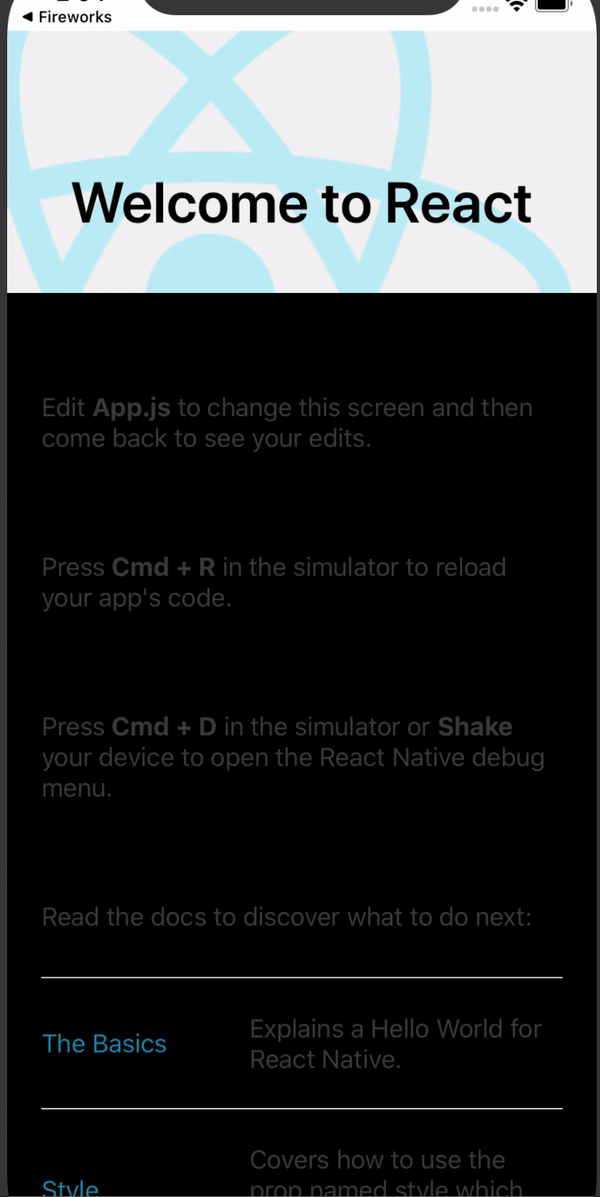 ◀ Fireworks
Welcome to React
Edit App.js to change this screen and then
come back to see your edits.
Press Cmd + R in the simulator to reload
your app's code.
Press Cmd + D in the simulator or Shake
your device to open the React Native debug
menu.
Read the docs to discover what to do next:
The Basics
Explains a Hello World for
React Native.
Style
Covers how to use the
prop named style which